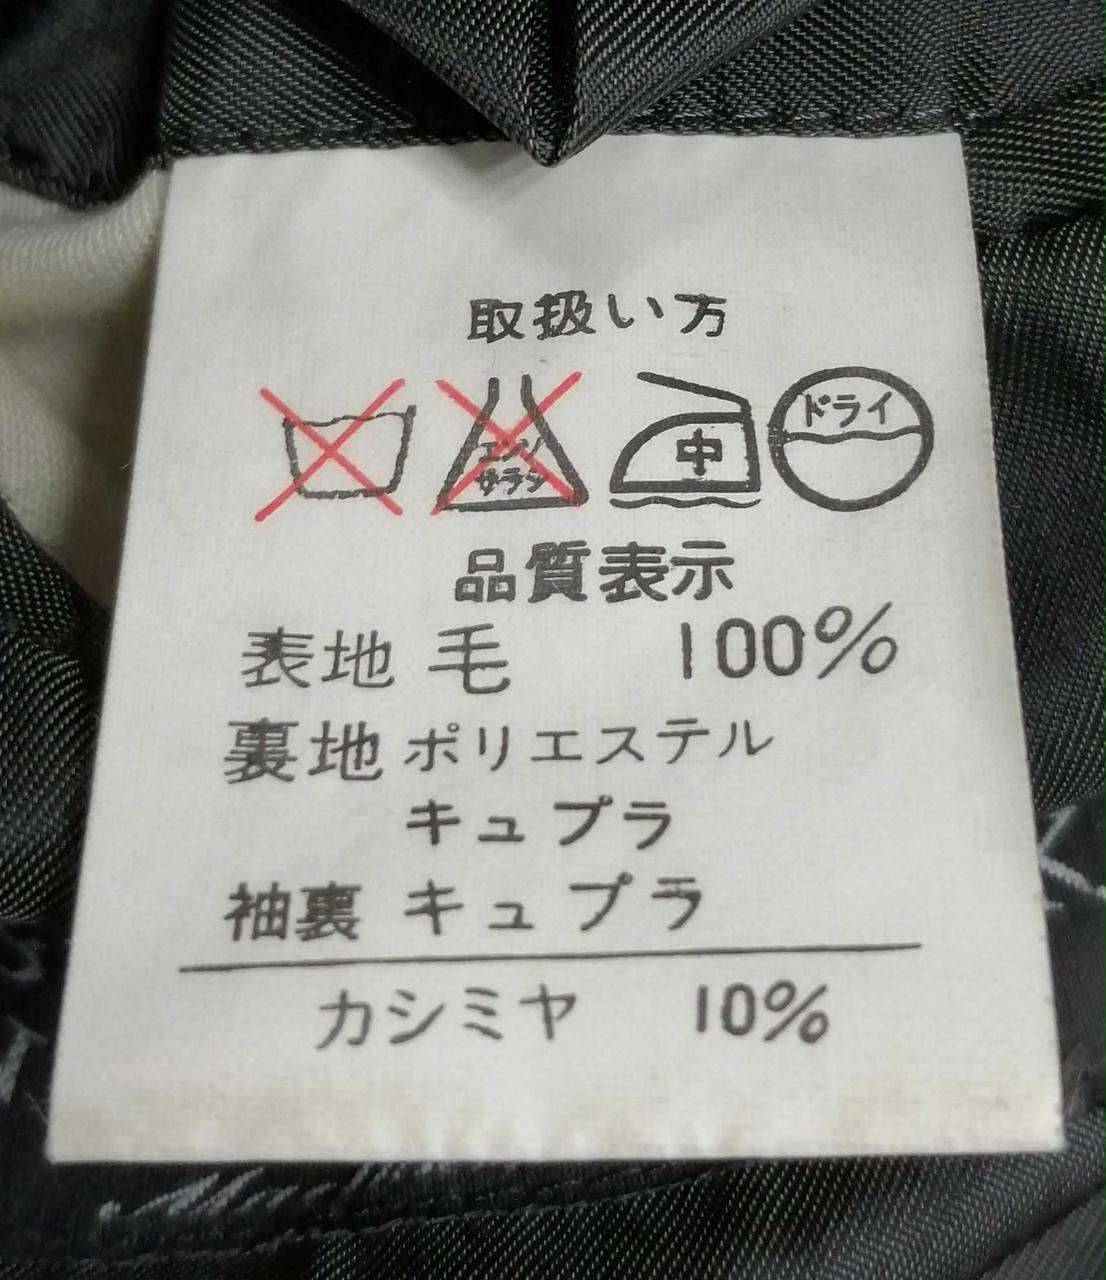 取扱い方
エンソ
サラシ
中
ドライ
品質表示
表地 毛 100%
裏地 ポリエステル
キュプラ
袖裏 キュプラ
カシミヤ 10%